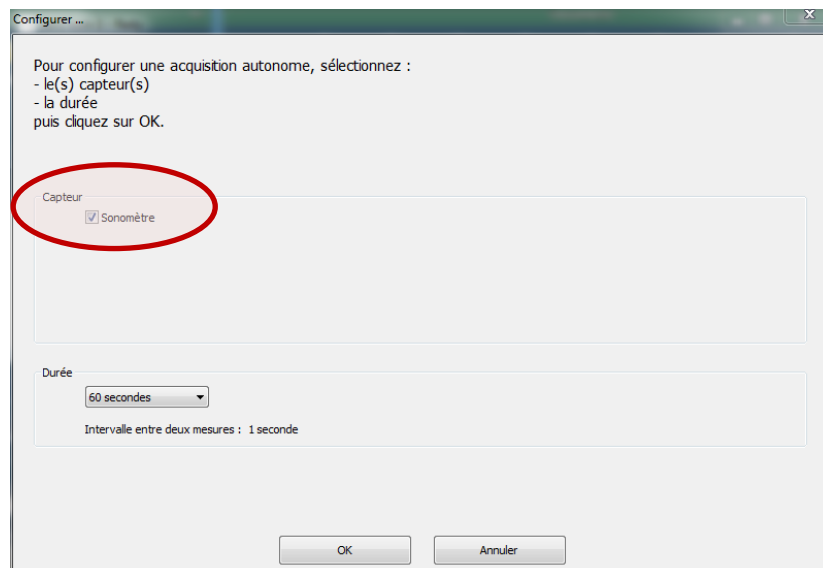 Configurer ...
Pour configurer une acquisition autonome, sélectionnez :
- le(s) capteur(s)
- la durée
puis cliquez sur OK.
Capteur
Sonomètre
Durée
60 secondes
Intervalle entre deux mesures : 1 seconde
OK
Annuler